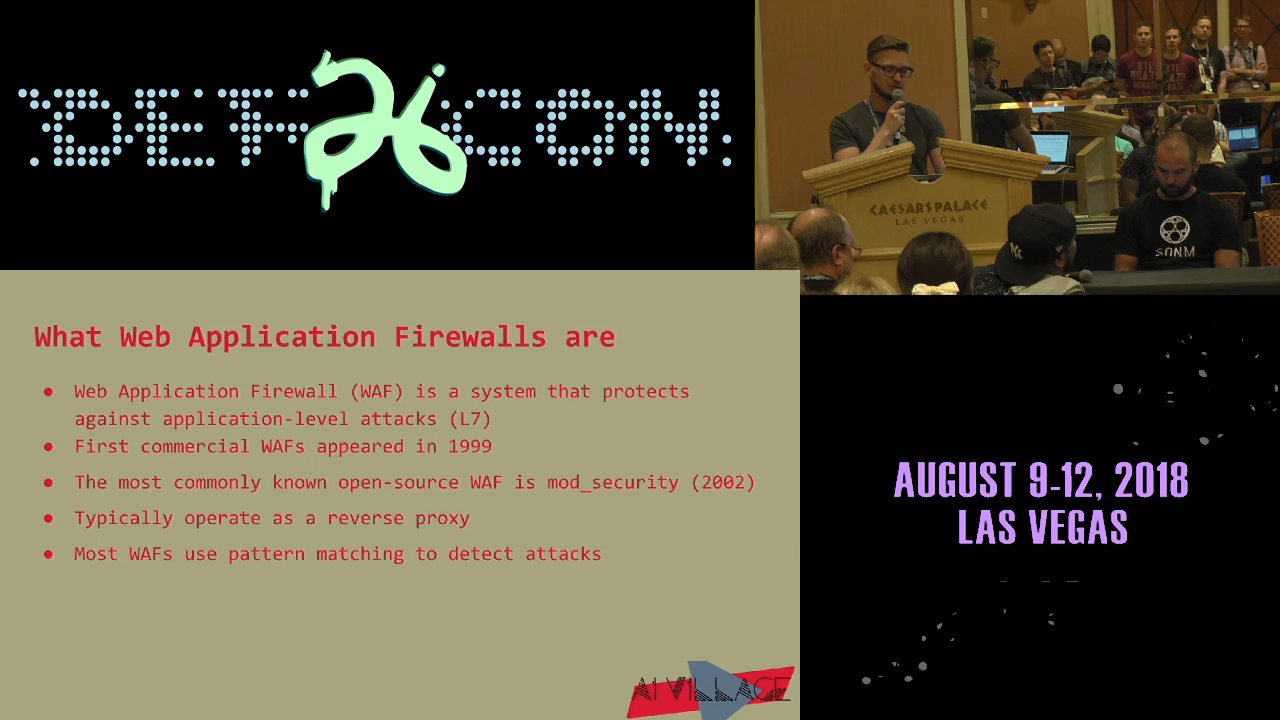 DEF CON 26
CAESARS PALACE
LAS VEGAS
SONM
What Web Application Firewalls are
● Web Application Firewall (WAF) is a system that protects
against application-level attacks (L7)
● First commercial WAFs appeared in 1999
● The most commonly known open-source WAF is mod_security (2002)
● Typically operate as a reverse proxy
● Most WAFs use pattern matching to detect attacks
AI VILLAGE
AUGUST 9-12, 2018
LAS VEGAS